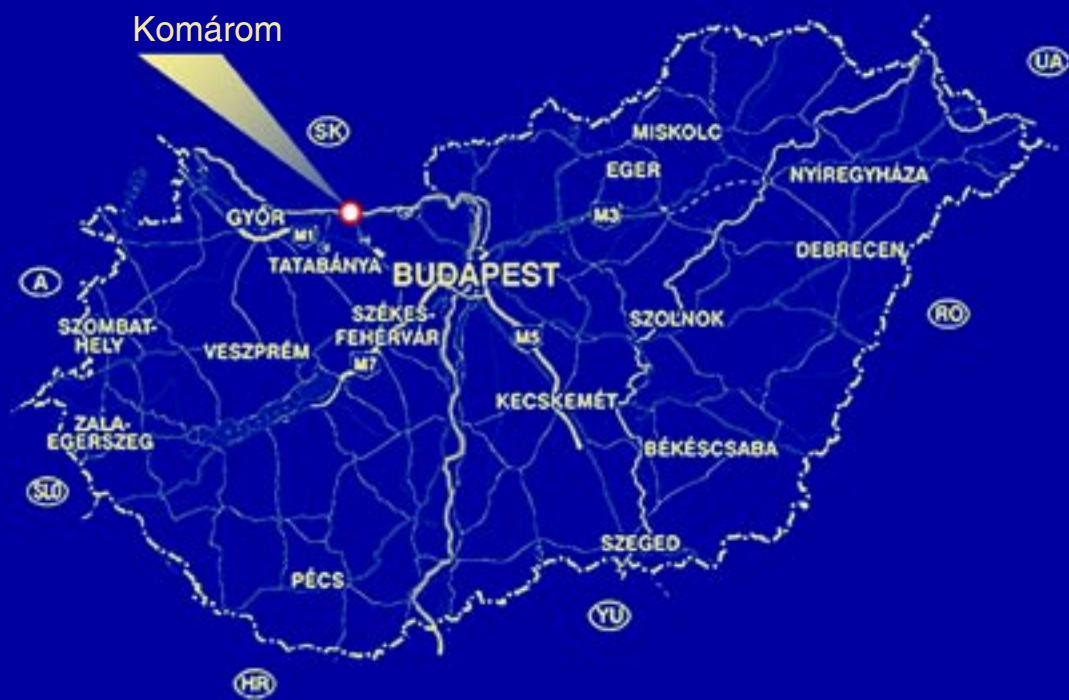 Komárom
UA
SK
MISKOLC
EGER
NYÍREGYHÁZA
GYŐR
M3
M1
TATABÁNYA
DEBRECEN
BUDAPEST
A
SZÉKES-
FEHÉRVÁR
RO
SZOLNOK
SZOMBAT-
HELY
VESZPRÉM
M5
M7
KECSKEMÉT
ZALA-
EGERSZEG
BÉKÉSCSABA
SLO
SZEGED
PÉCS
YU
HR